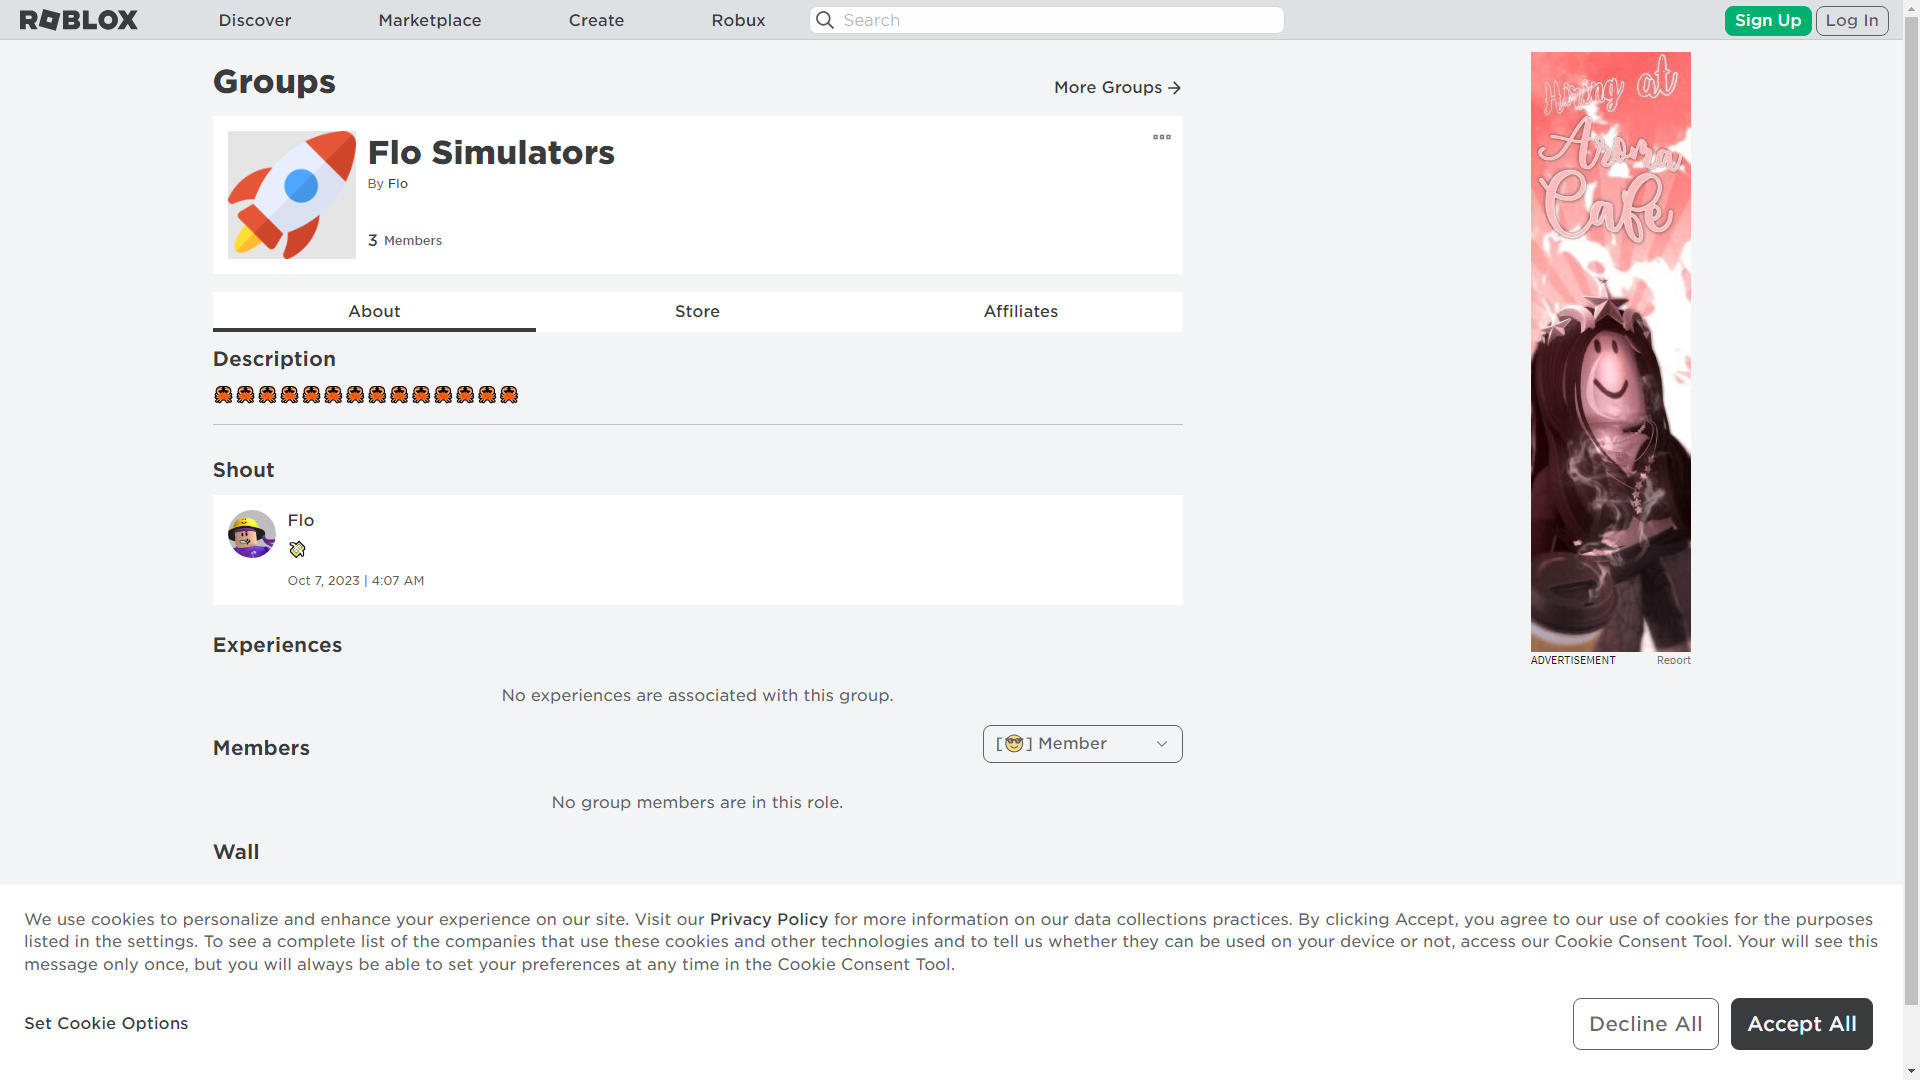 ROBLOX Discover Marketplace Create Robux Search Sign Up Log In
Groups
More Groups
Flo Simulators
By Flo
3 Members
About Store Affiliates
Description
Shout
Flo
Oct 7, 2023 | 4:07 AM
Experiences
No experiences are associated with this group.
Members
[😎] Member
No group members are in this role.
Wall
Hiring at
Aroma
Cafe
ADVERTISEMENT Report
We use cookies to personalize and enhance your experience on our site. Visit our Privacy Policy for more information on our data collections practices. By clicking Accept, you agree to our use of cookies for the purposes
listed in the settings. To see a complete list of the companies that use these cookies and other technologies and to tell us whether they can be used on your device or not, access our Cookie Consent Tool. Your will see this
message only once, but you will always be able to set your preferences at any time in the Cookie Consent Tool.
Set Cookie Options
Decline All
Accept All